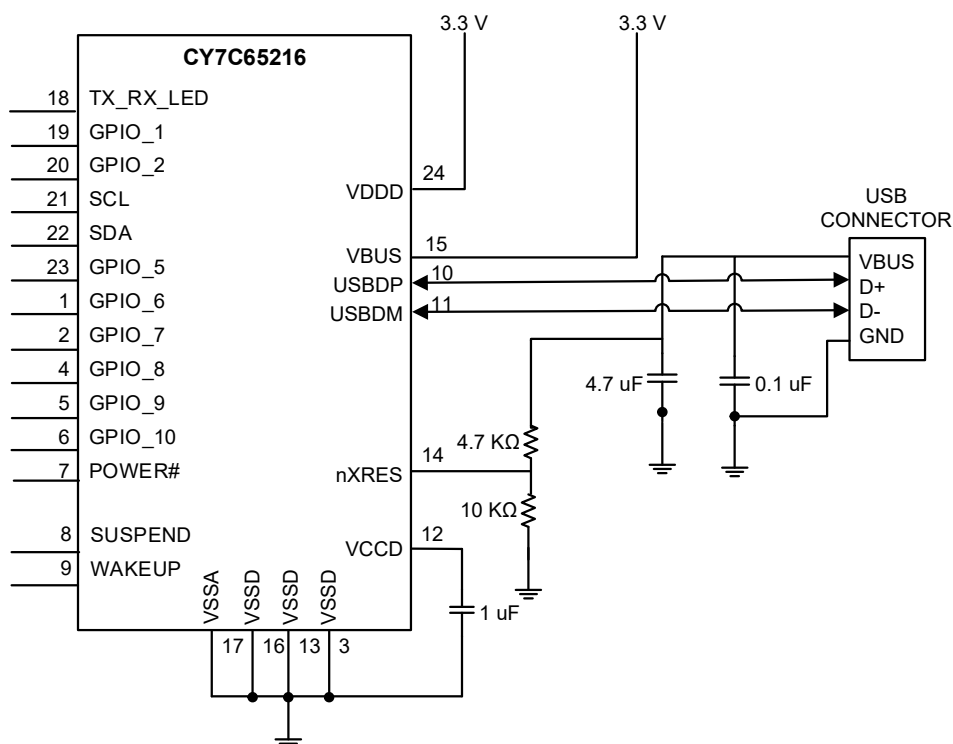 3.3 V
3.3 V
CY7C65216
18
TX_RX_LED
19
GPIO_1
20
GPIO_2
21
SCL
22
SDA
23
GPIO_5
1
GPIO_6
2
GPIO_7
4
GPIO_8
5
GPIO_9
6
GPIO_10
7
POWER#
8
SUSPEND
9
WAKEUP
VDDD
24
VBUS
15
USBDP
10
USBDM
11
nXRES
14
VCCD
12
VSSA
VSSD
VSSD
VSSD
17
16
13
3
4.7 KΩ
10 KΩ
1 uF
4.7 uF
0.1 uF
USB
CONNECTOR
VBUS
D+
D-
GND